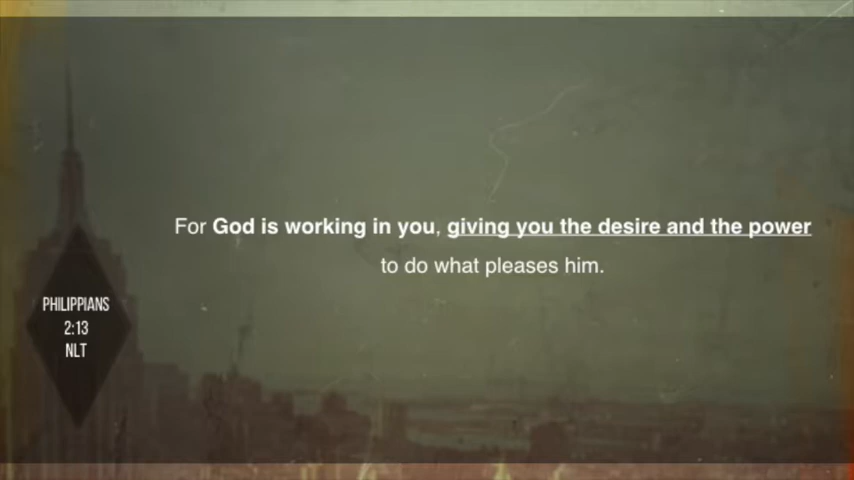 For God is working in you, giving you the desire and the power
to do what pleases him.
PHILIPPIANS
2:13
NLT